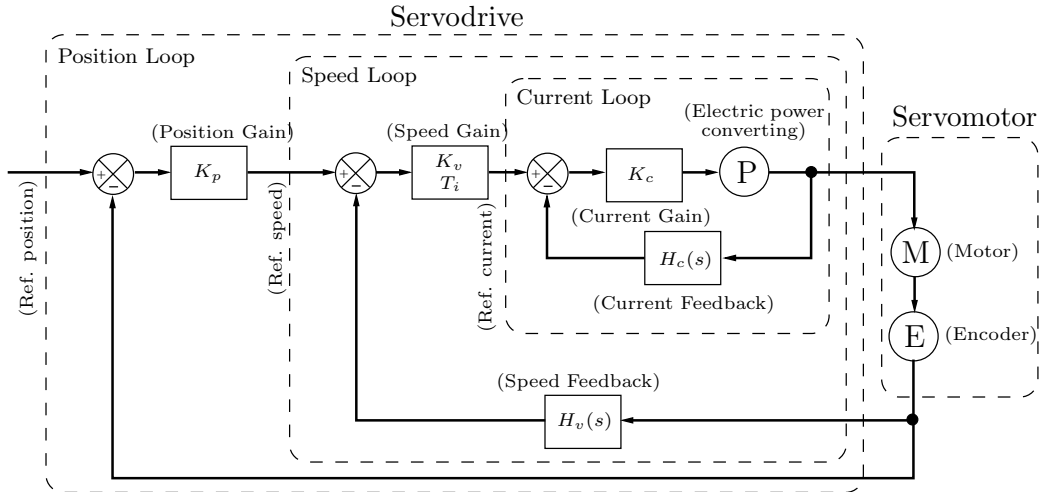 Servodrive
Position Loop
Speed Loop
Current Loop
(Electric power
converting)
Servomotor
(Position Gain)
(Speed Gain)
+
−
K_p
+
−
K_v
T_i
+
−
K_c
P
(Current Gain)
(Ref. position)
(Ref. speed)
(Ref. current)
H_c(s)
(Current Feedback)
M
(Motor)
E
(Encoder)
(Speed Feedback)
H_v(s)